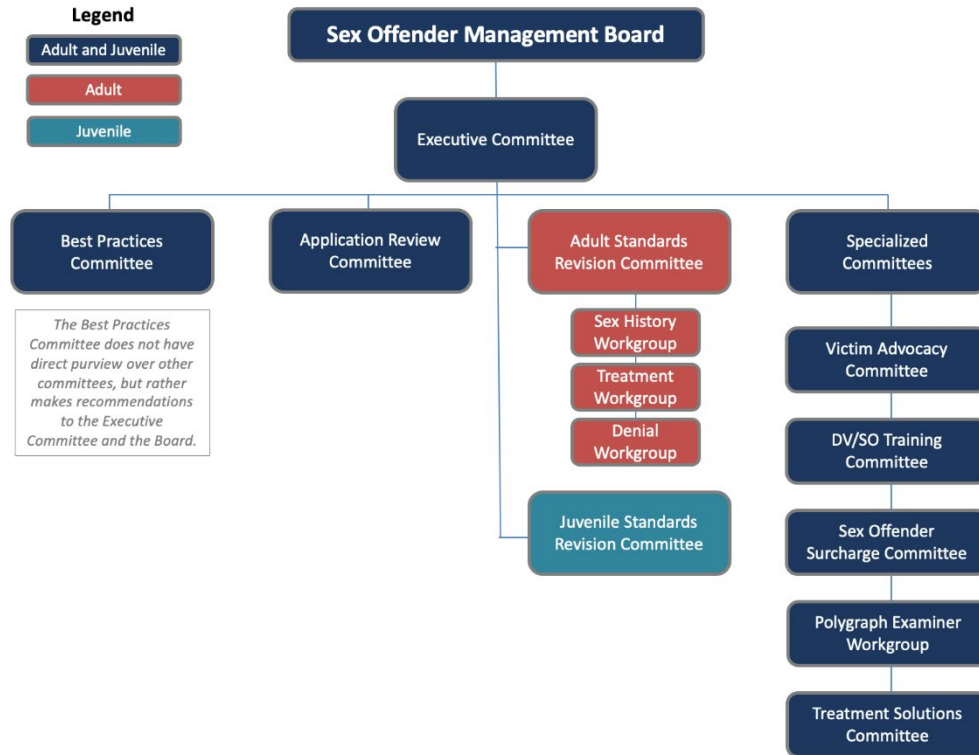 Legend
Adult and Juvenile
Adult
Juvenile
Sex Offender Management Board
Executive Committee
Best Practices
Committee
The Best Practices
Committee does not have
direct purview over other
committees, but rather
makes recommendations
to the Executive
Committee and the Board.
Application Review
Committee
Adult Standards
Revision Committee
Sex History
Workgroup
Treatment
Workgroup
Denial
Workgroup
Juvenile Standards
Revision Committee
Specialized
Committees
Victim Advocacy
Committee
DV/SO Training
Committee
Sex Offender
Surcharge Committee
Polygraph Examiner
Workgroup
Treatment Solutions
Committee